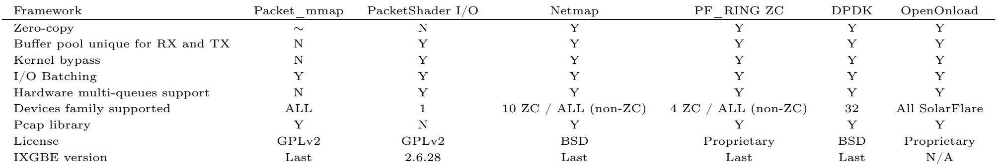 Framework Packet_mmap PacketShader I/O Netmap PF_RING ZC DPDK OpenOnload
Zero-copy ~ N Y Y Y Y
Buffer pool unique for RX and TX N Y Y Y Y Y
Kernel bypass N Y Y Y Y Y
I/O Batching Y Y Y Y Y Y
Hardware multi-queues support N Y Y Y Y Y
Devices family supported ALL 1 10 ZC / ALL (non-ZC) 4 ZC / ALL (non-ZC) 32 All SolarFlare
Pcap library Y N Y Y Y Y
License GPLv2 GPLv2 BSD Proprietary BSD Proprietary
IXGBE version Last 2.6.28 Last Last Last N/A